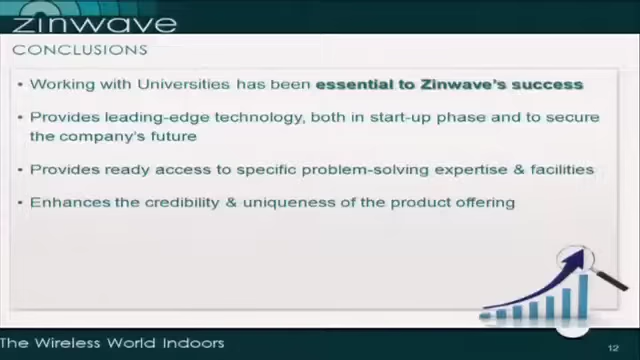 zinwave
CONCLUSIONS
• Working with Universities has been essential to Zinwave's success
• Provides leading-edge technology, both in start-up phase and to secure
the company's future
• Provides ready access to specific problem-solving expertise & facilities
• Enhances the credibility & uniqueness of the product offering
The Wireless World Indoors
12